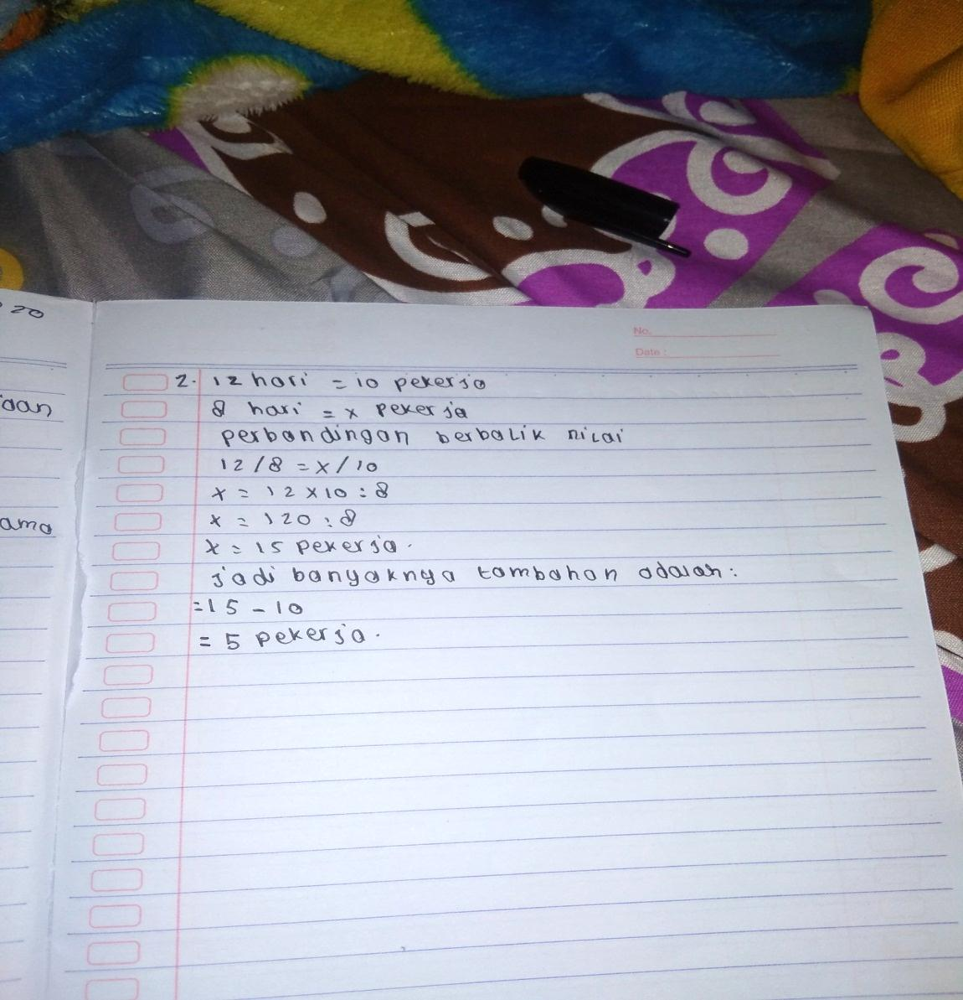 20
No.
Date :
daan
ama
2. 12 hari = 10 pekerja
8 hari = x pekerja
perbandingan berbalik nilai
12/8 = x/10
x = 12 x 10 : 8
x = 120 : 8
x = 15 pekerja.
jadi banyaknya tambahan adalah :
= 15 - 10
= 5 pekerja.